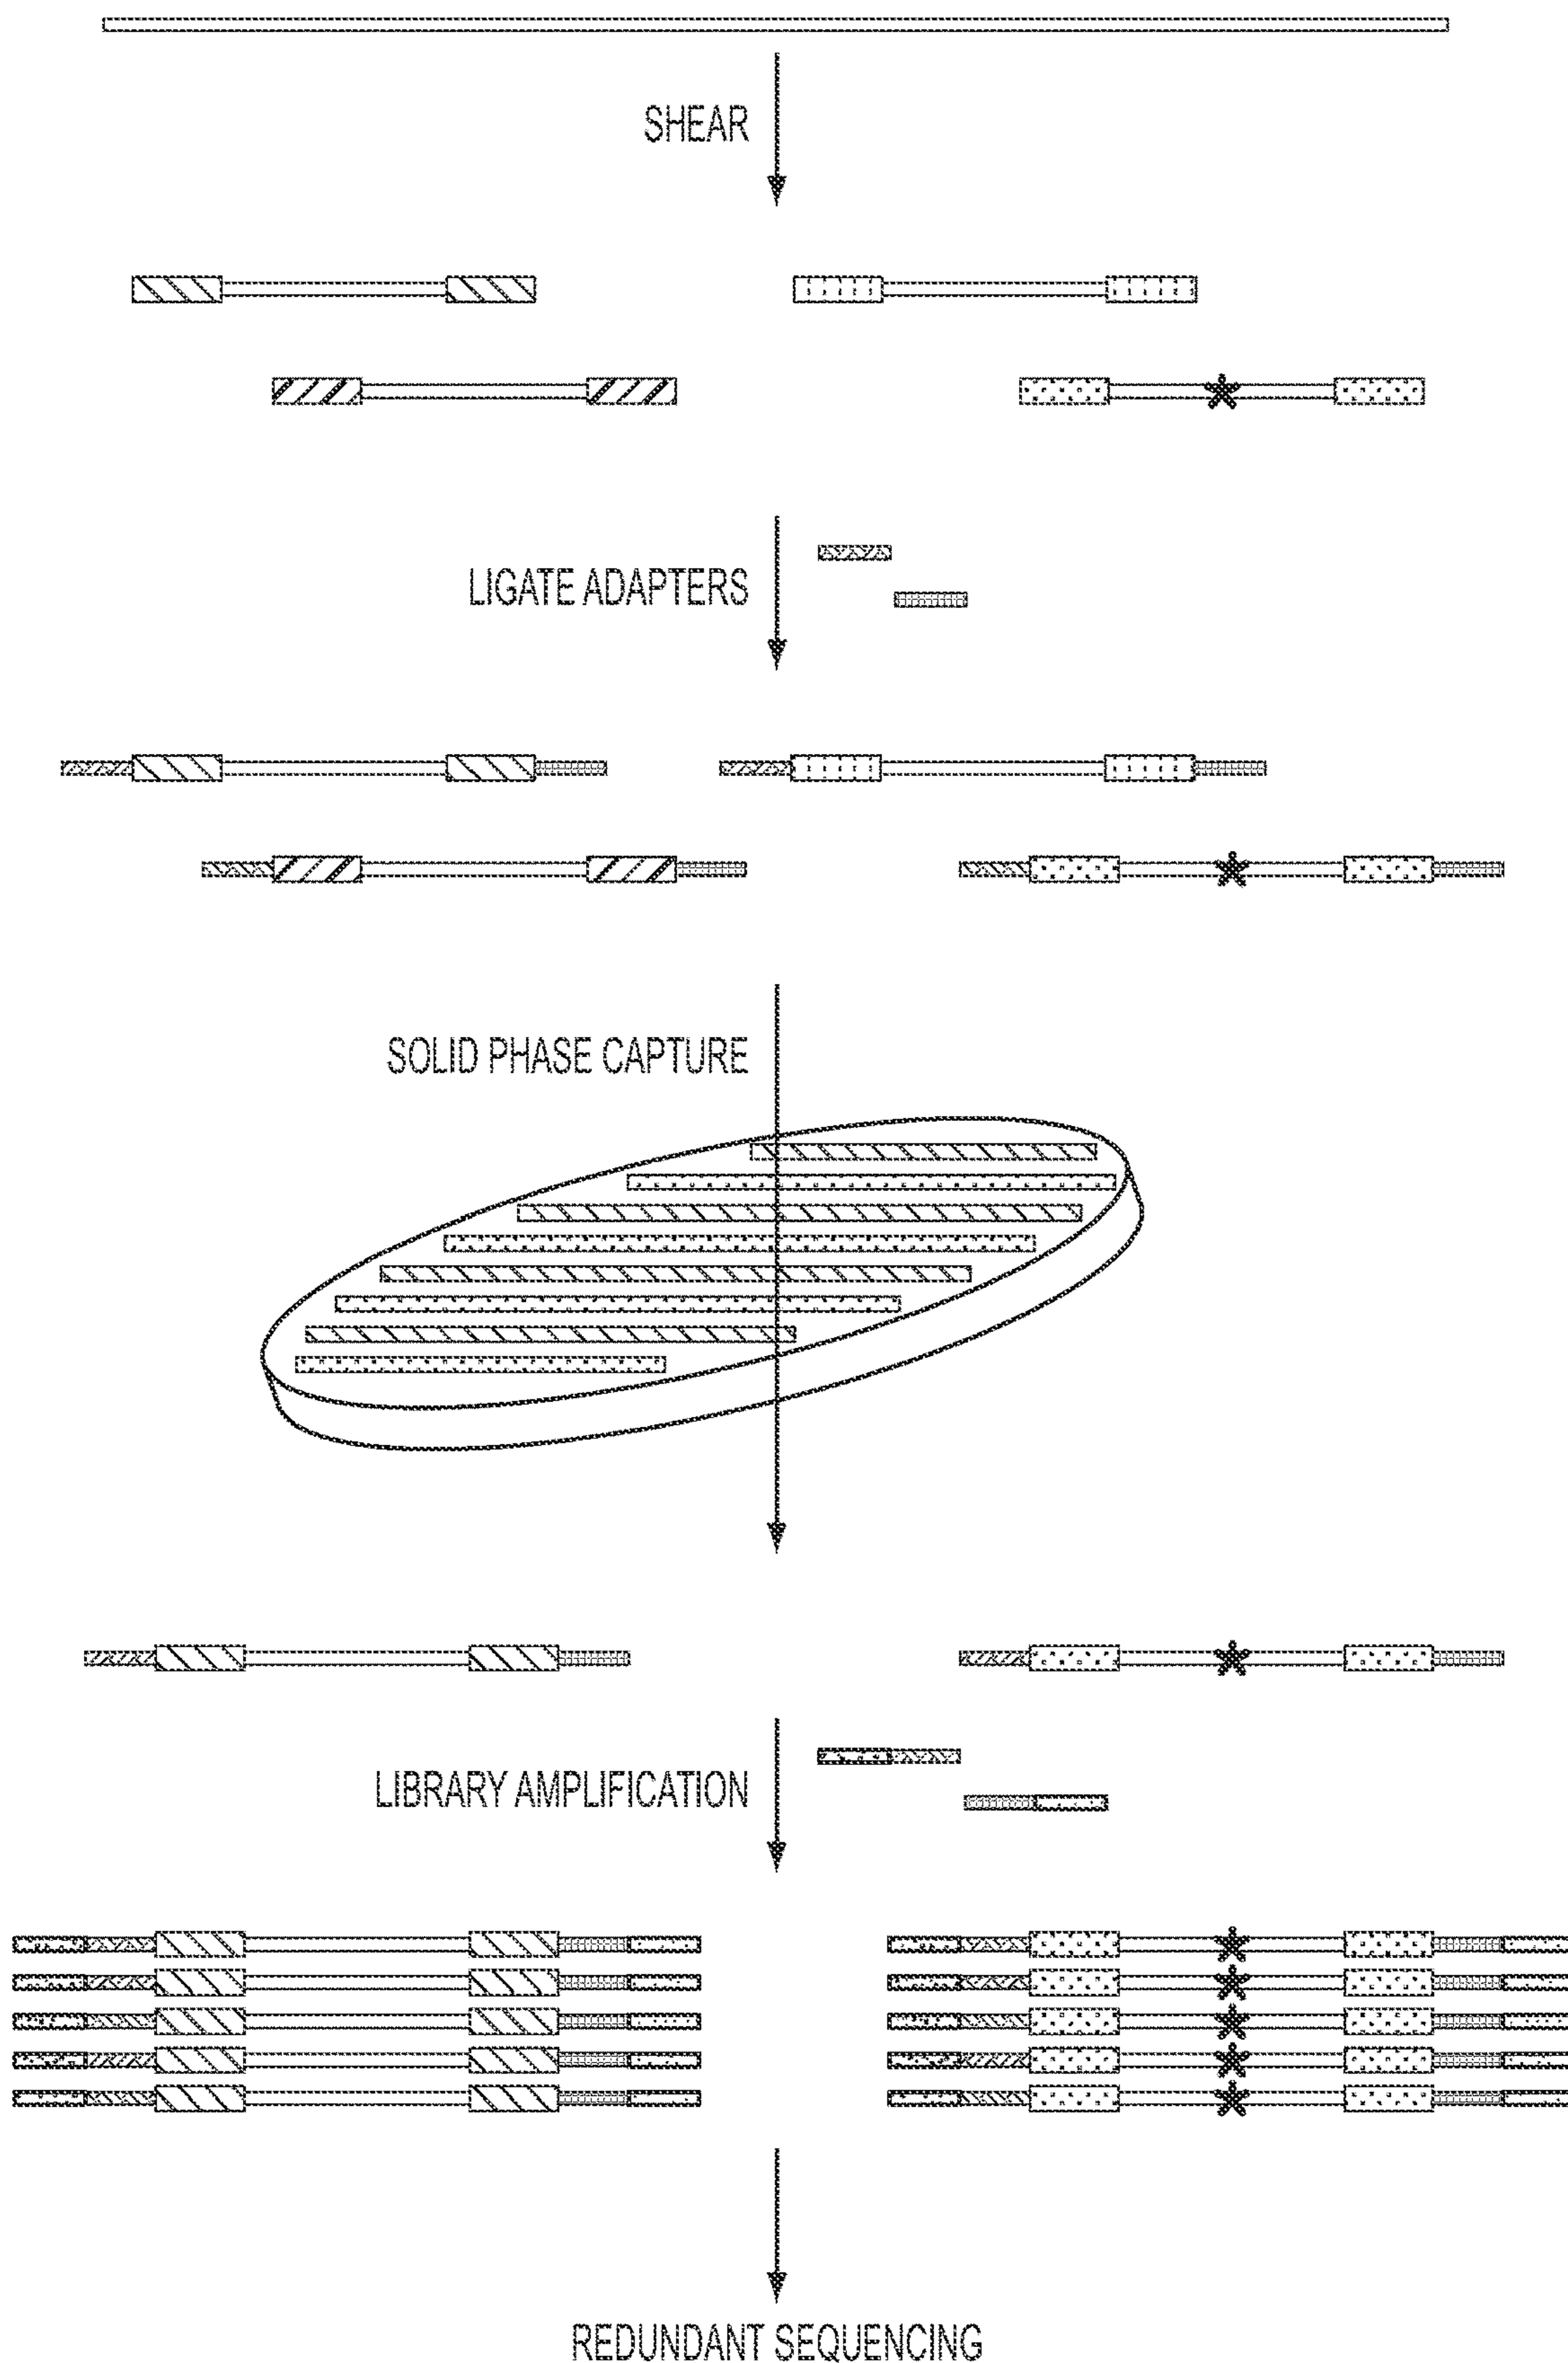 SHEAR
LIGATE ADAPTERS
SOLID PHASE CAPTURE
LIBRARY AMPLIFICATION
REDUNDANT SEQUENCING